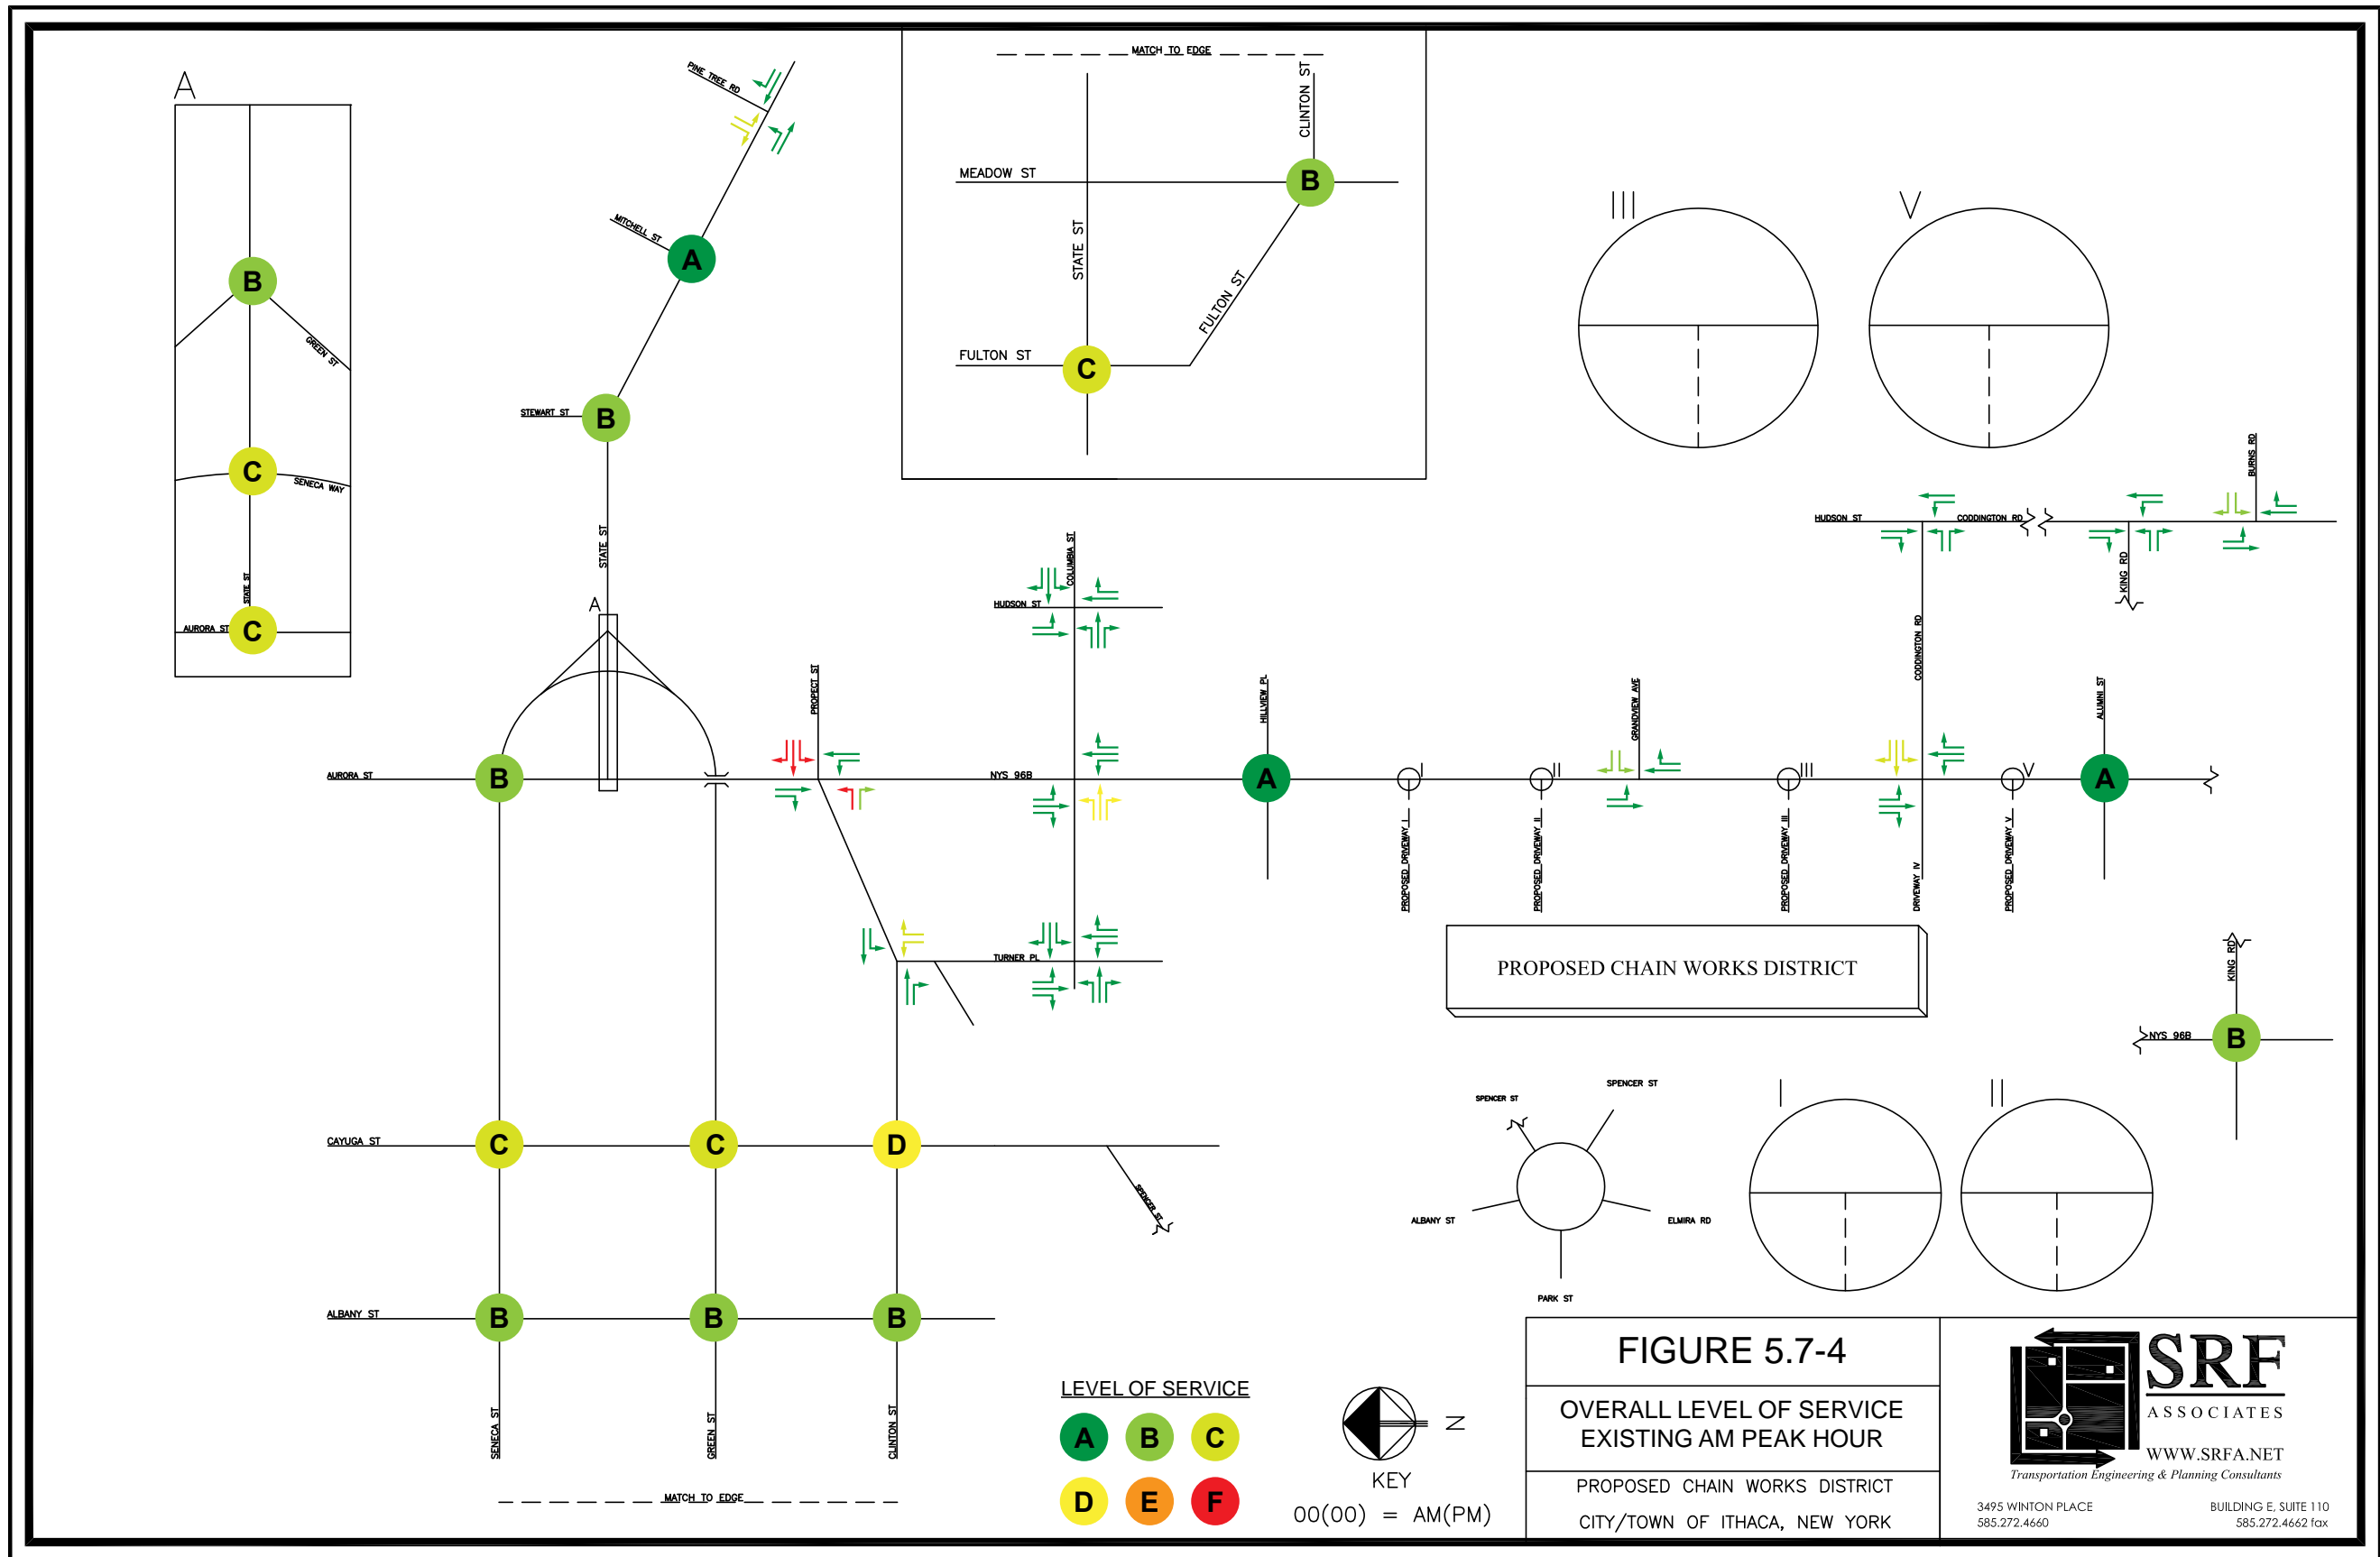 MATCH TO EDGE
PINE TREE RD
A
CLINTON ST
MEADOW ST
B
III
V
MITCHELL ST
A
STATE ST
B
FULTON ST
GREEN ST
FULTON ST
C
STEWART ST
B
BURNS RD
C
SENECA WAY
HUDSON ST
CODDINGTON RD
STATE ST
COLUMBIA ST
KING RD
STATE ST
A
HUDSON ST
AURORA ST
C
CODDINGTON RD
PROPECT ST
HILLVIEW PL
GRANDVIEW AVE
ALUMNI ST
AURORA ST
B
NYS 96B
A
I
II
III
V
A
PROPOSED DRIVEWAY I
PROPOSED DRIVEWAY II
PROPOSED DRIVEWAY III
DRIVEWAY IV
PROPOSED DRIVEWAY V
TURNER PL
PROPOSED CHAIN WORKS DISTRICT
KING RD
NYS 96B
B
SPENCER ST
SPENCER ST
I
II
CAYUGA ST
C
C
D
SPENCER ST
ALBANY ST
ELMIRA RD
PARK ST
ALBANY ST
B
B
B
SENECA ST
GREEN ST
CLINTON ST
MATCH TO EDGE
LEVEL OF SERVICE
A B C
D E F
N
KEY
00(00) = AM(PM)
FIGURE 5.7-4
OVERALL LEVEL OF SERVICE
EXISTING AM PEAK HOUR
PROPOSED CHAIN WORKS DISTRICT
CITY/TOWN OF ITHACA, NEW YORK
SRF
ASSOCIATES
WWW.SRFA.NET
Transportation Engineering & Planning Consultants
3495 WINTON PLACE
BUILDING E, SUITE 110
585.272.4660
585.272.4662 fax